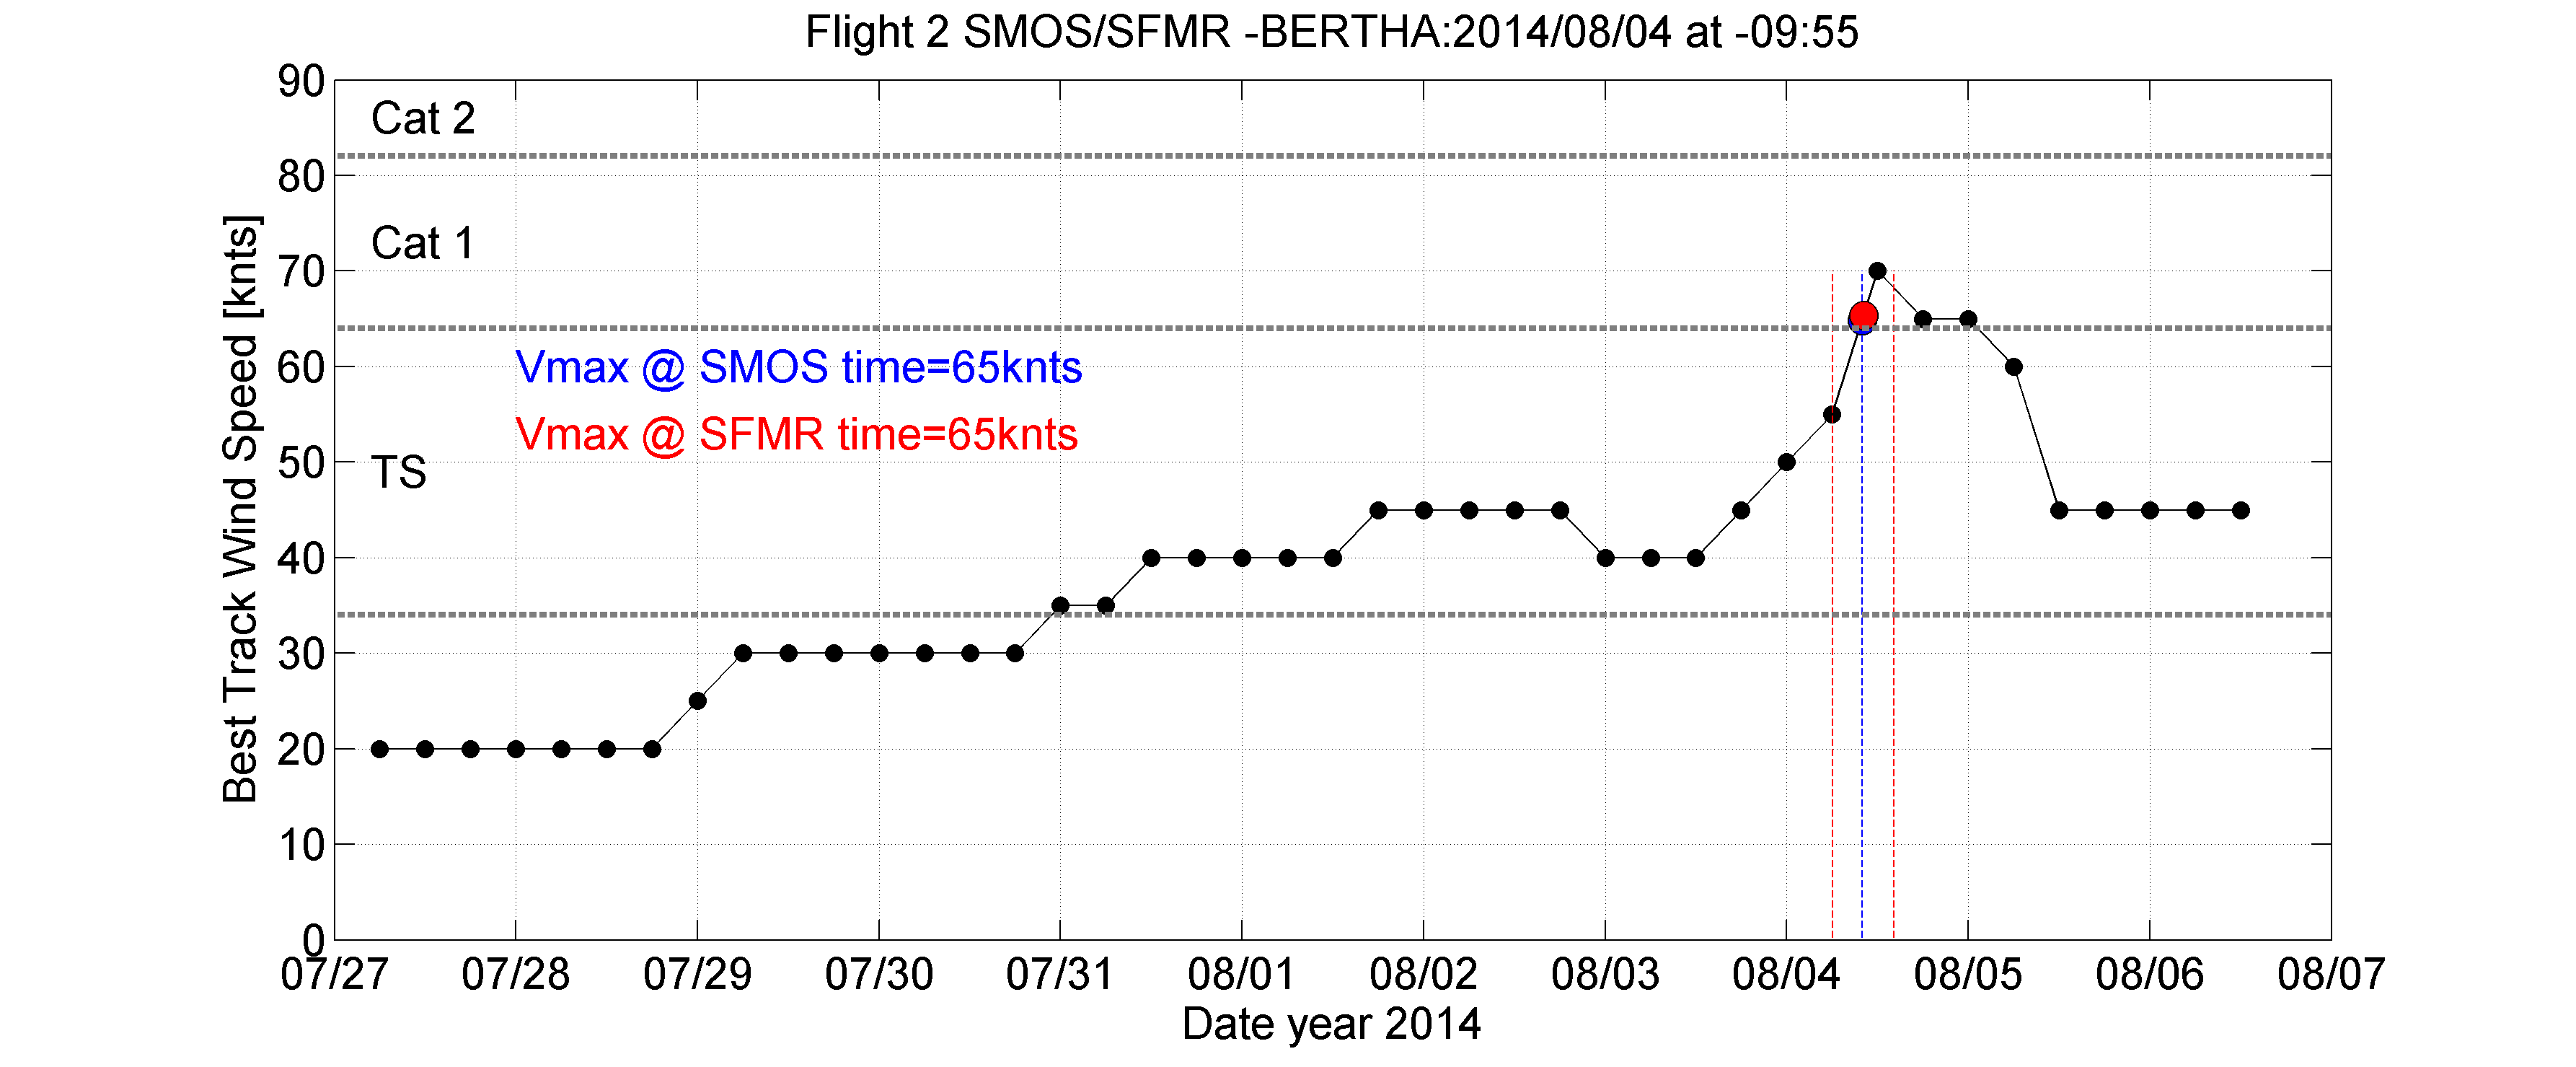 Flight 2 SMOS/SFMR -BERTHA:2014/08/04 at -09:55
90
Cat 2
80
Cat 1
70
Vmax @ SMOS time=65knts
60
Vmax @ SFMR time=65knts
TS
50
40
30
20
10
0
Best Track Wind Speed [knts]
07/27 07/28 07/29 07/30 07/31 08/01 08/02 08/03 08/04 08/05 08/06 08/07
Date year 2014